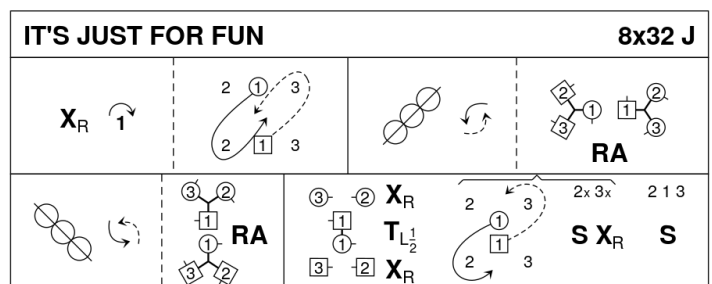 IT'S JUST FOR FUN 8x32 J
XR 1 2 1 3 2 1 3
2 1 3 RA
3 2 1 1 3 2 RA
3 2 XR
1 1 TL½
3 2 XR
2 3 1 1 2 3
2x 3x 2 1 3
S XR S